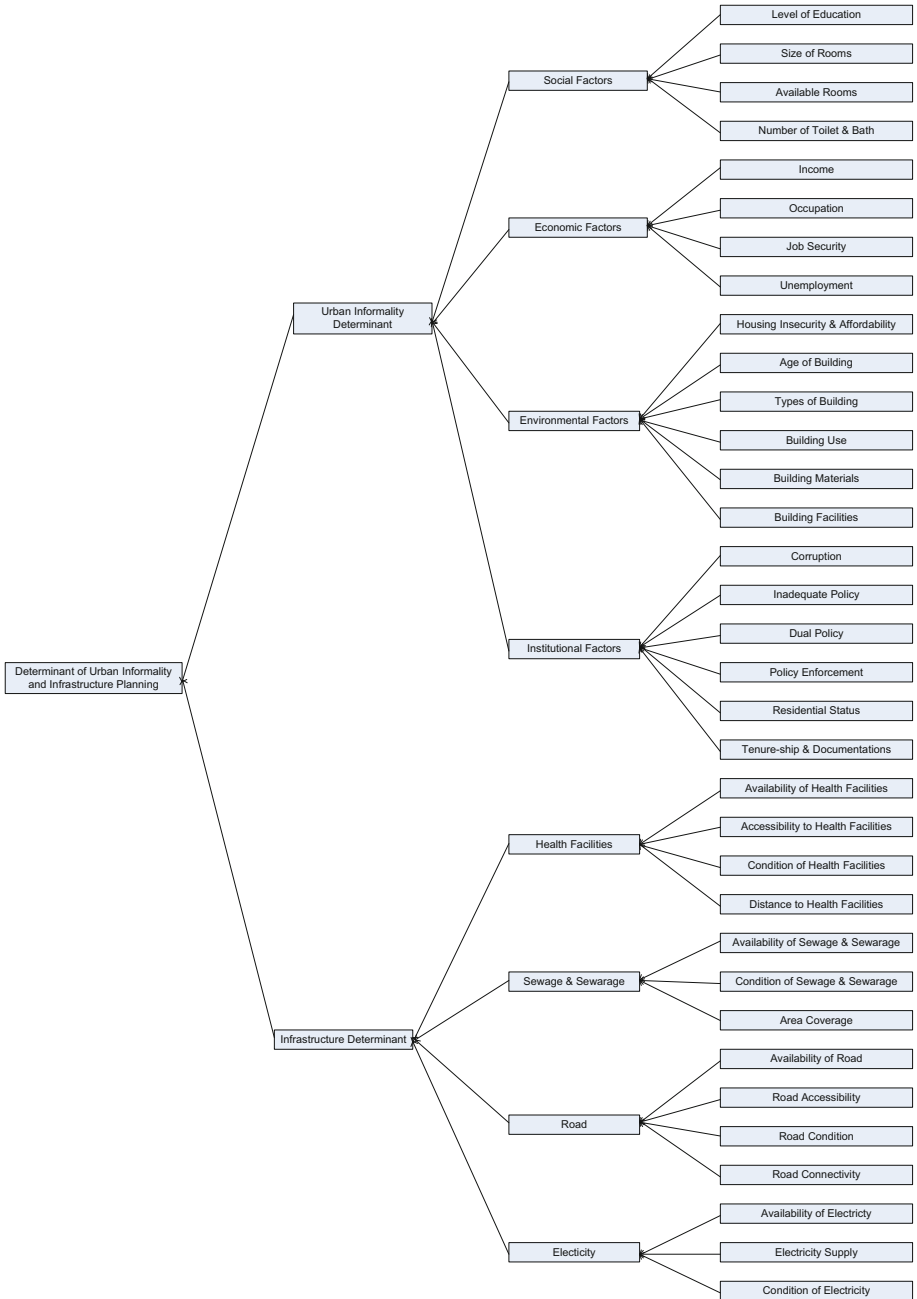 Level of Education
Size of Rooms
Social Factors
Available Rooms
Number of Toilet & Bath
Income
Occupation
Economic Factors
Job Security
Unemployment
Urban Informality
Determinant
Housing Insecurity & Affordability
Age of Building
Types of Building
Environmental Factors
Building Use
Building Materials
Building Facilities
Corruption
Inadequate Policy
Dual Policy
Institutional Factors
Policy Enforcement
Determinant of Urban Informality
and Infrastructure Planning
Residential Status
Tenure-ship & Documentations
Availability of Health Facilities
Accessibility to Health Facilities
Health Facilities
Condition of Health Facilities
Distance to Health Facilities
Availability of Sewage & Sewarage
Sewage & Sewarage
Condition of Sewage & Sewarage
Area Coverage
Infrastructure Determinant
Availability of Road
Road Accessibility
Road
Road Condition
Road Connectivity
Availability of Electricty
Electicity
Electricity Supply
Condition of Electricity